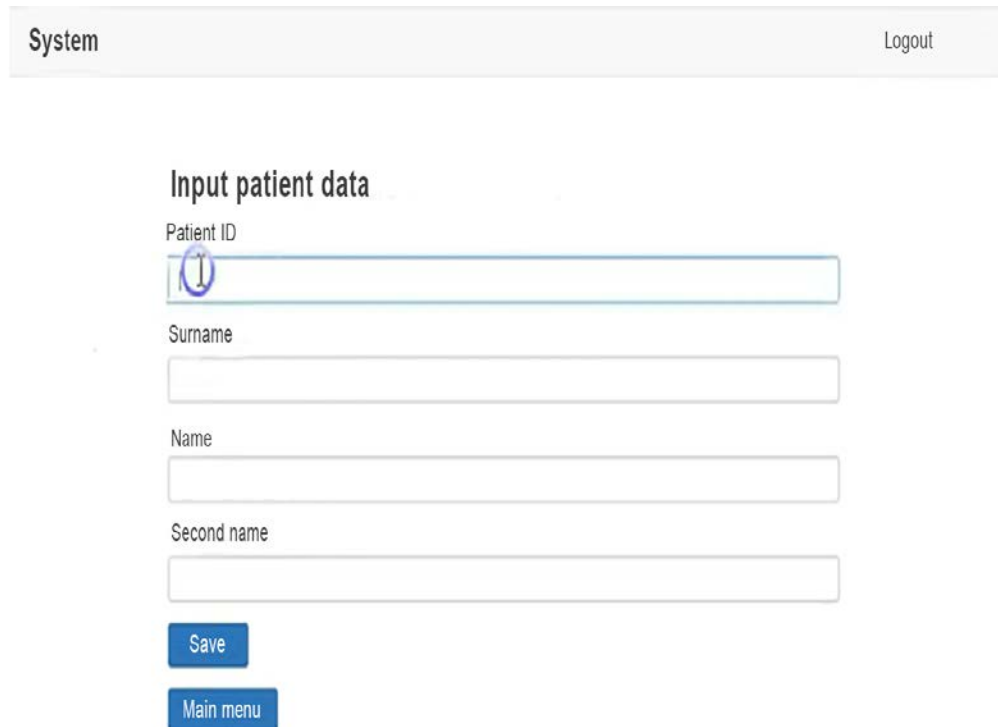 System Logout
Input patient data
Patient ID
Surname
Name
Second name
Save
Main menu